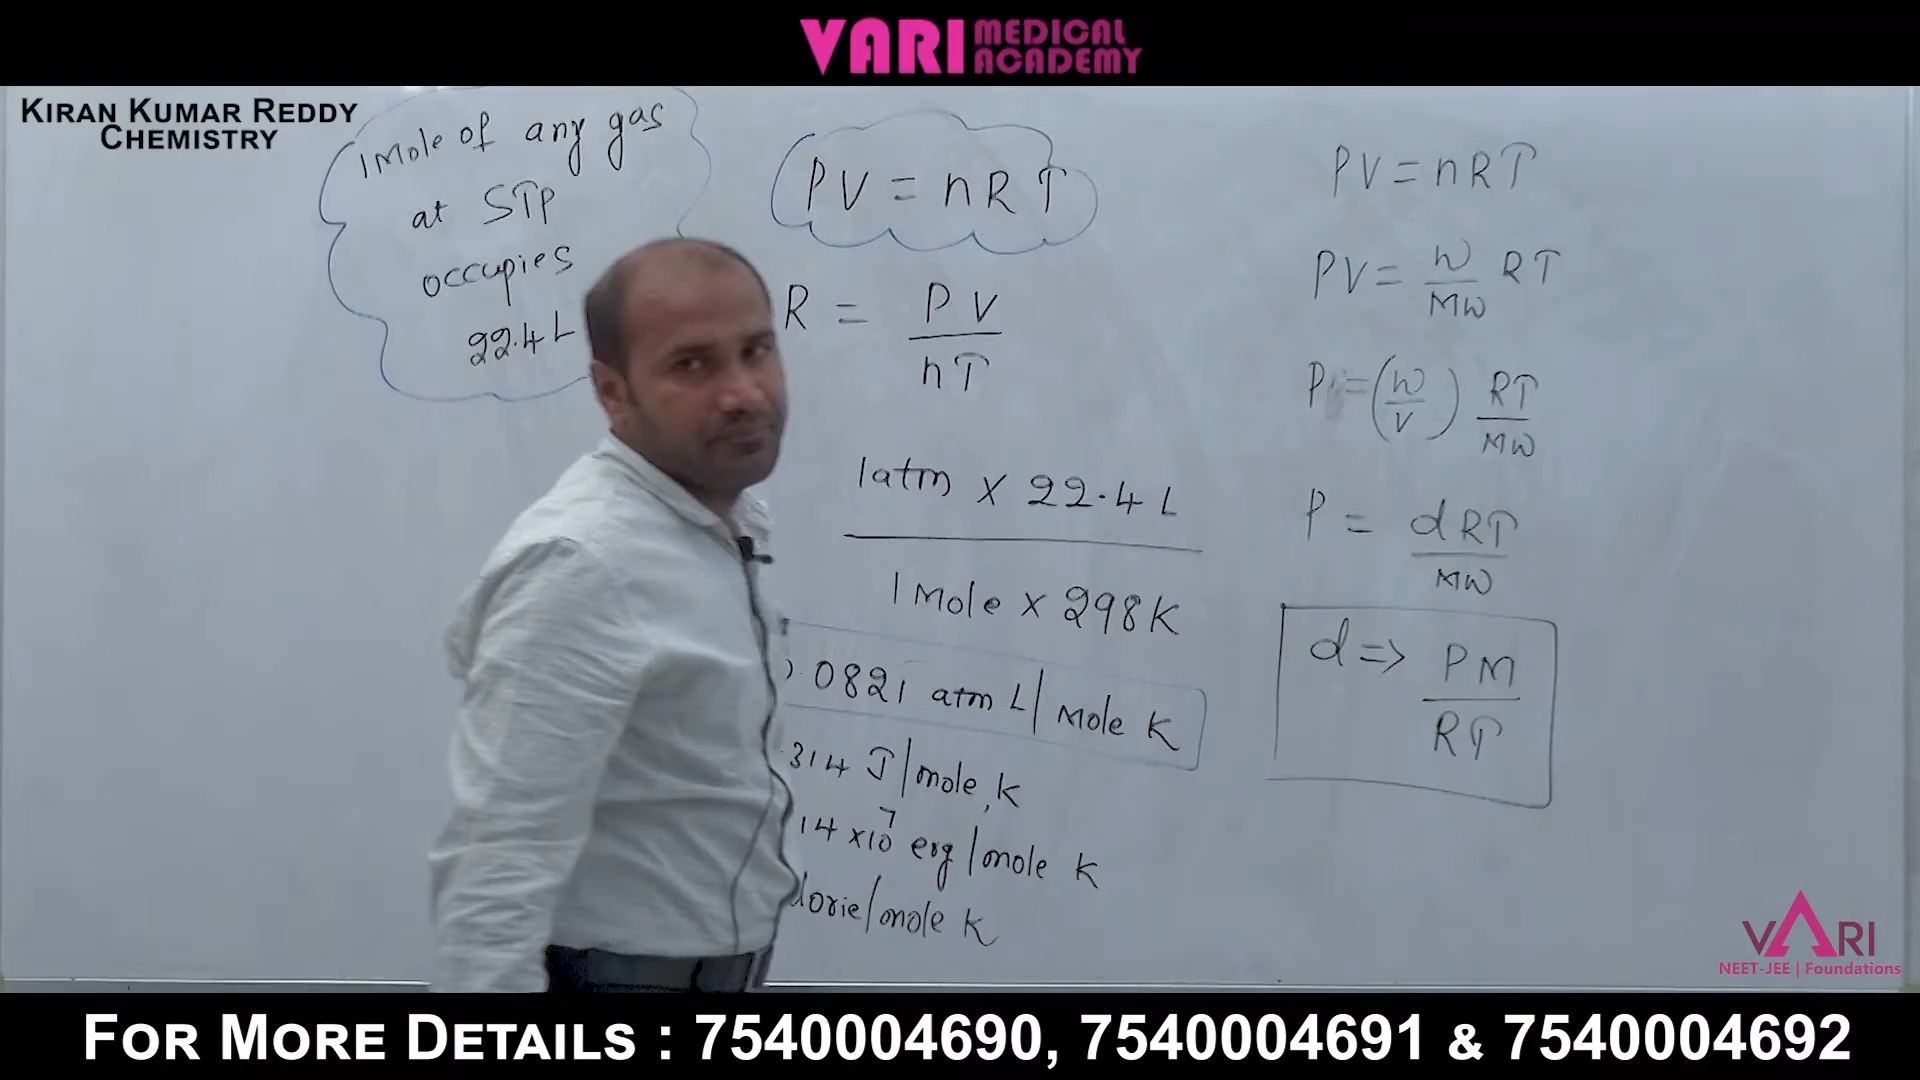 VARI MEDICAL ACADEMY
KIRAN KUMAR REDDY
CHEMISTRY
1 Mole of any gas
at STP
occupies
22.4 L
PV = nRT
R = PV / nT
1atm × 22.4 L
1 Mole × 298K
.0821 atm L / Mole K
.314 J / mole, K
14 ×10⁷ erg / mole K
lorie / mole K
PV = nRT
PV = W / MW RT
P = (W / V) RT / MW
P = dRT / MW
d => PM / RT
VARI
NEET-JEE | Foundations
FOR MORE DETAILS : 7540004690, 7540004691 & 7540004692